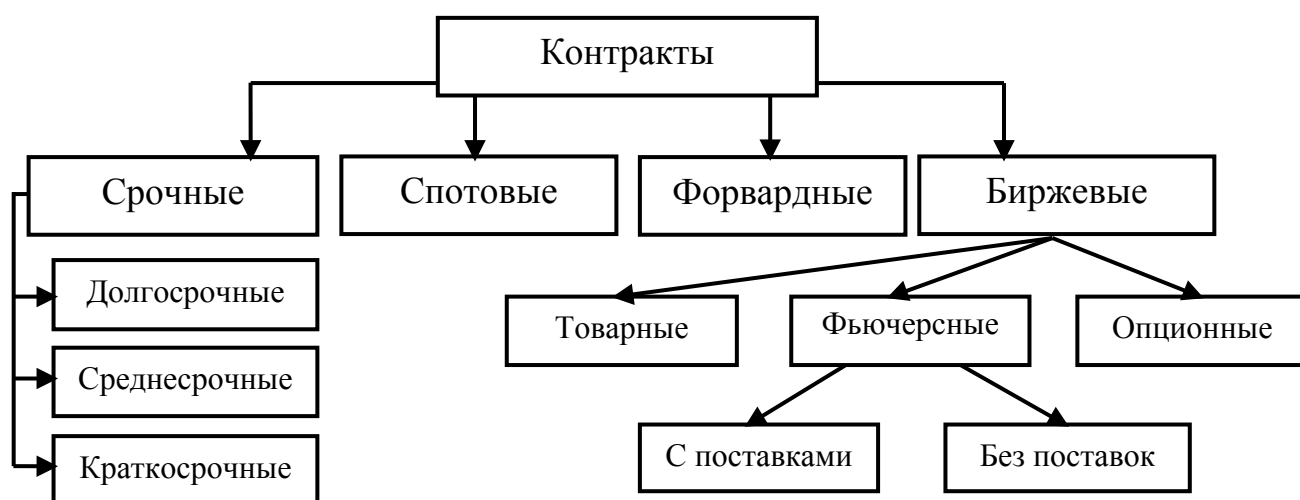 Контракты
Срочные
Спотовые
Форвардные
Биржевые
Долгосрочные
Среднесрочные
Краткосрочные
Товарные
Фьючерсные
Опционные
С поставками
Без поставок